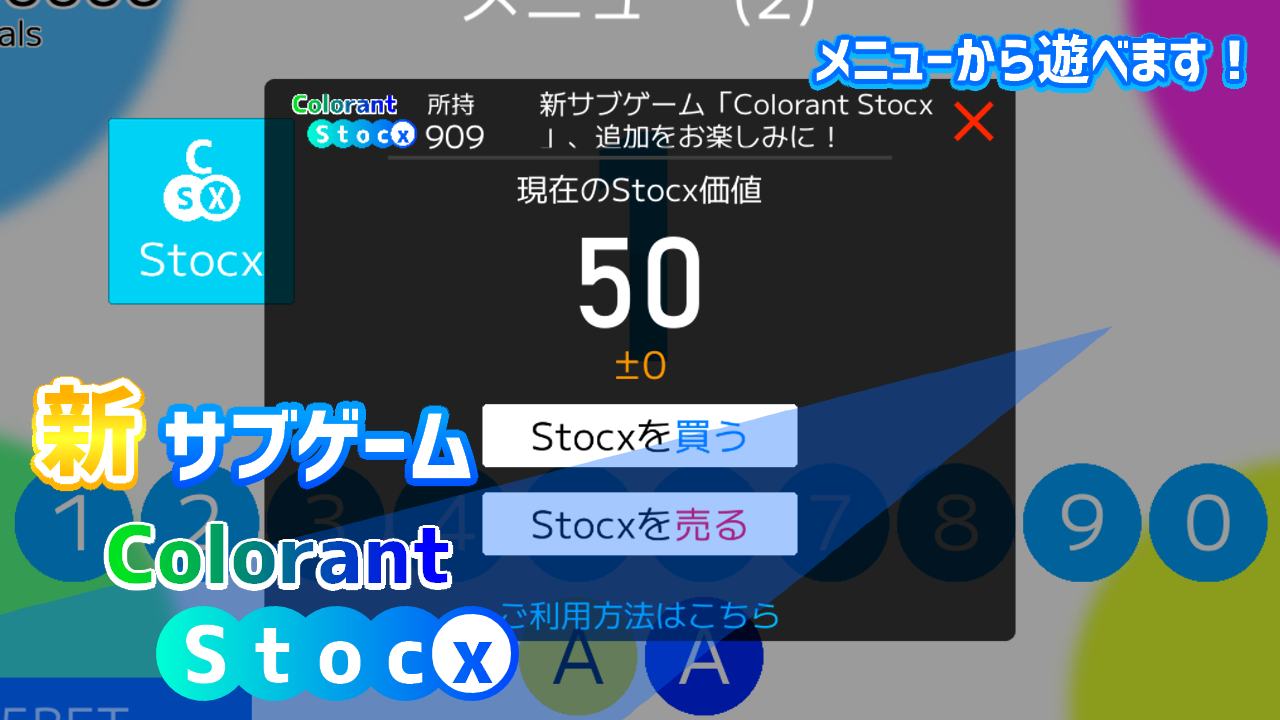 als
メニュー (2)
メニューから遊べます！
Colorant
Stocx
所持
909
新サブゲーム「Colorant Stocx
」、追加をお楽しみに！
C
S X
Stocx
現在のStocx価値
50
±0
Stocxを買う
Stocxを売る
ご利用方法はこちら
新 サブゲーム
Colorant
Stocx
1 2 3 4 7 8 9 0
A A